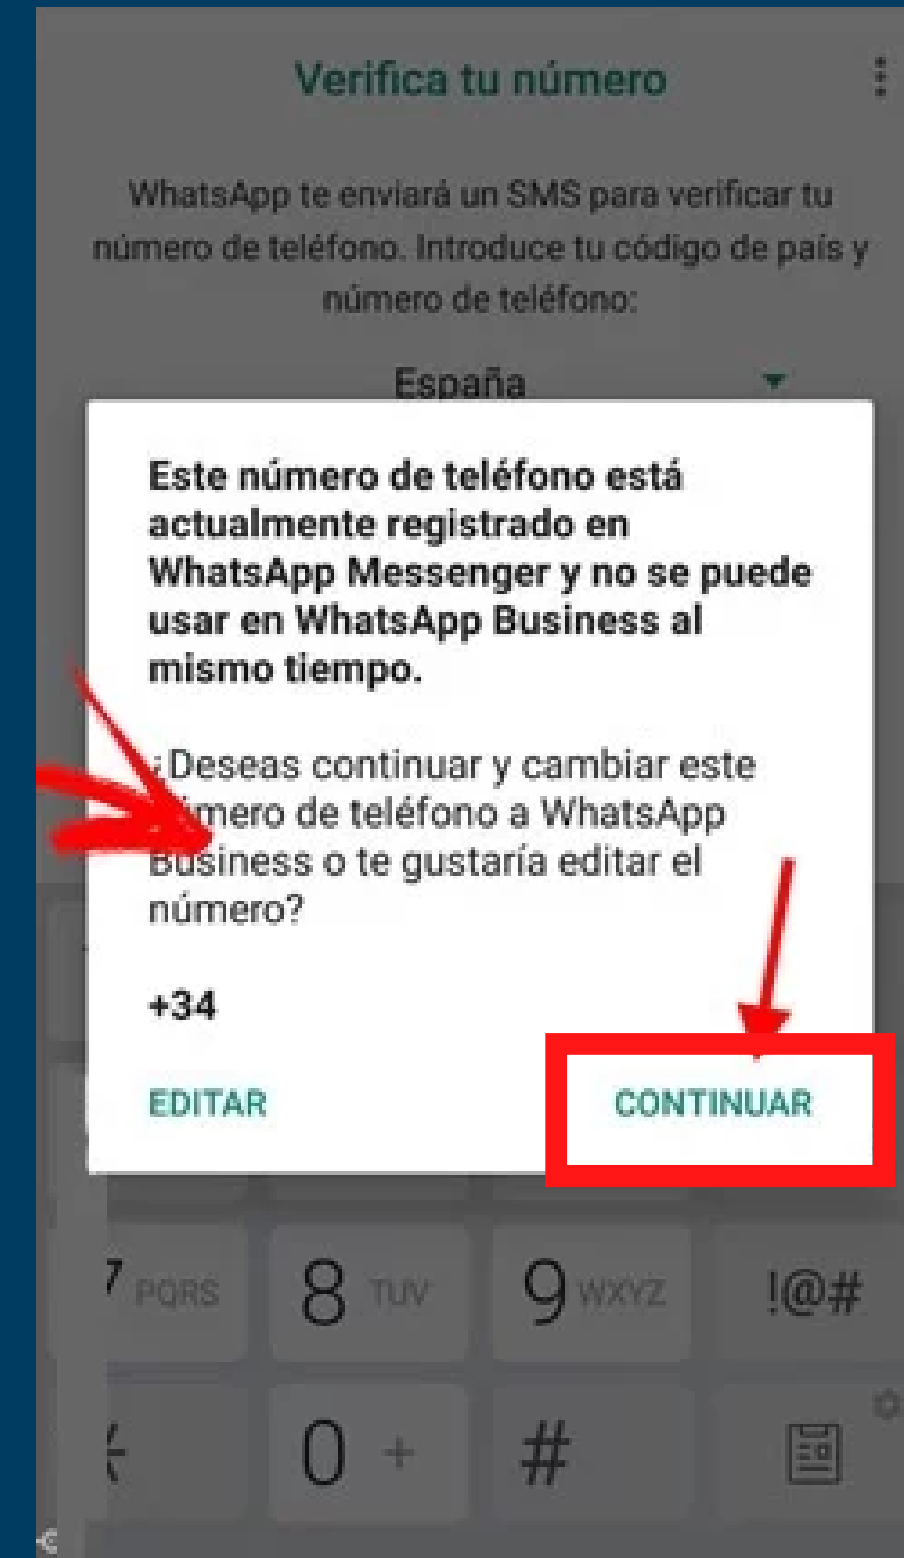 Verifica tu número
WhatsApp te enviará un SMS para verificar tu
número de teléfono. Introduce tu código de país y
número de teléfono:
España
Este número de teléfono está
actualmente registrado en
WhatsApp Messenger y no se puede
usar en WhatsApp Business al
mismo tiempo.
¿Deseas continuar y cambiar este
número de teléfono a WhatsApp
Business o te gustaría editar el
número?
+34
EDITAR CONTINUAR
7 PQRS 8 TUV 9 WXYZ !@#
* 0 + #